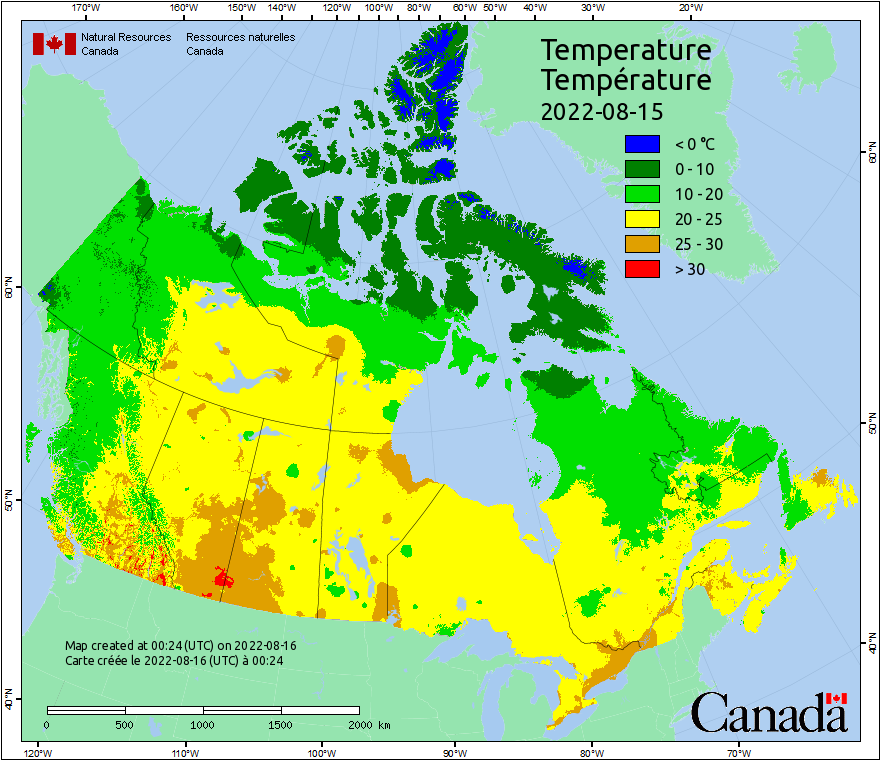 170°W 160°W 150°W 140°W 120°W 100°W 80°W 60°W 50°W 40°W 30°W 20°W
Natural Resources Ressources naturelles
Canada Canada
Temperature
Température
2022-08-15
< 0 °C
0 - 10
10 - 20
20 - 25
25 - 30
> 30
60°N
60°N
50°N
50°N
40°N
40°N
Map created at 00:24 (UTC) on 2022-08-16
Carte créée le 2022-08-16 (UTC) à 00:24
0 500 1000 1500 2000 km
Canada
120°W 110°W 100°W 90°W 80°W 70°W